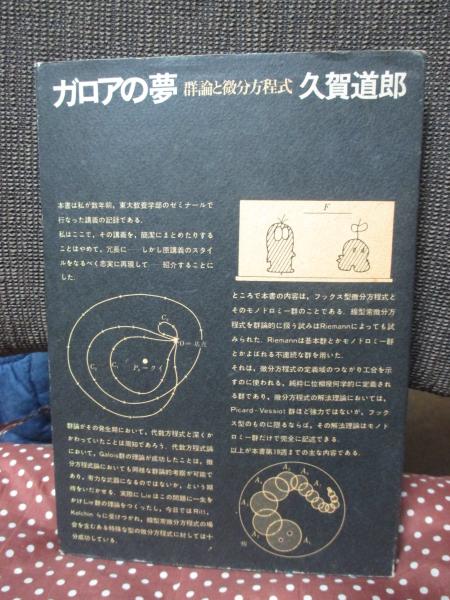 ガロアの夢 群論と微分方程式 久賀道郎
本書は私が数年前，東大教養学部のゼミナールで
行なった講義の記録である．
私はここで，その講義を，簡潔にまとめたりする
ことはやめて，冗長に──しかし原講義のスタイ
ルをなるべく忠実に再現して──紹介することに
した．
群論がその発生期において，代数方程式と深くか
かわっていたことは周知であろう．代数方程式論
において，Galois群の理論が成功したことは，微
分方程式論においても同様な群論的考察が可能で
あり，有力な武器になるのではないか，という期
待をいだかせる．実際に Lie はこの問題に一生を
かけLie群の理論をつくったし，今日では Ritt，
Kolchin らに受けつがれ，線型常微分方程式の場
合を含むある特殊な型の微分方程式に対しては十
分成功している．
F
ところで本書の内容は，フックス型微分方程式と
そのモノドロミー群のことである．線型常微分方
程式を群論的に扱う試みはRiemannによっても試
みられた．Riemannは基本群とかモノドロミー群
とかよばれる不連続な群を用いた．
それは，微分方程式の定義域のつながり工合を示
すのに使われる，純粋に位相幾何学的に定義され
る群であり，微分方程式の解法理論においては，
Picard-Vessiot 群ほど強力ではないが，フック
ス型のものに限るならば，その解法理論はモノド
ロミー群だけで完全に記述できる．
以上が本書第18週までの主な内容である．